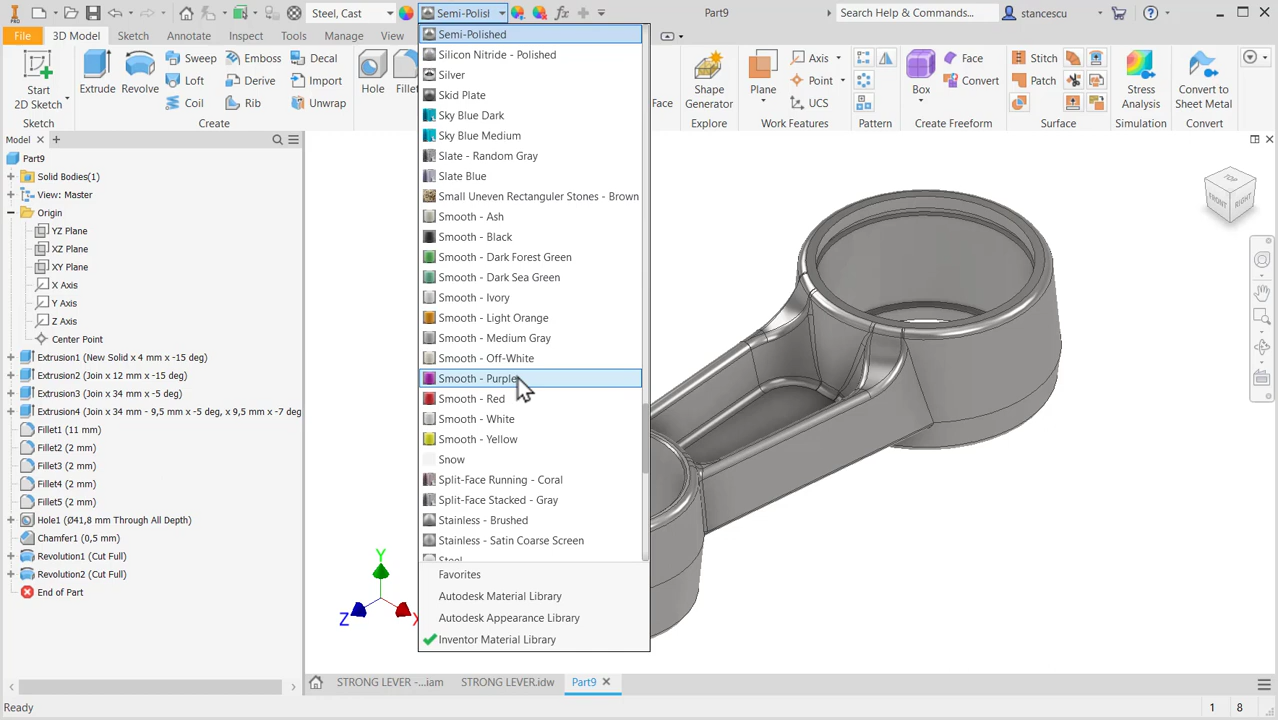 PRO
Steel, Cast
Semi-Polisl
fx
Part9
Search Help & Commands...
stancescu
File
3D Model
Sketch
Annotate
Inspect
Tools
Manage
View
Start
2D Sketch
Sketch
Extrude
Revolve
Sweep
Loft
Coil
Emboss
Derive
Rib
Decal
Import
Unwrap
Create
Hole
Fillet
Face
Shape
Generator
Explore
Plane
Axis
Point
UCS
Work Features
Pattern
Box
Face
Convert
Create Freeform
Stitch
Patch
Surface
Stress
Analysis
Simulation
Convert to
Sheet Metal
Convert
Model
Part9
Solid Bodies(1)
View: Master
Origin
YZ Plane
XZ Plane
XY Plane
X Axis
Y Axis
Z Axis
Center Point
Extrusion1 (New Solid x 4 mm x -15 deg)
Extrusion2 (Join x 12 mm x -15 deg)
Extrusion3 (Join x 34 mm x -5 deg)
Extrusion4 (Join x 34 mm - 9,5 mm x -5 deg, x 9,5 mm x -7 deg
Fillet1 (11 mm)
Fillet2 (2 mm)
Fillet3 (2 mm)
Fillet4 (2 mm)
Fillet5 (2 mm)
Hole1 (Ø41,8 mm Through All Depth)
Chamfer1 (0,5 mm)
Revolution1 (Cut Full)
Revolution2 (Cut Full)
End of Part
Semi-Polished
Silicon Nitride - Polished
Silver
Skid Plate
Sky Blue Dark
Sky Blue Medium
Slate - Random Gray
Slate Blue
Small Uneven Rectanguler Stones - Brown
Smooth - Ash
Smooth - Black
Smooth - Dark Forest Green
Smooth - Dark Sea Green
Smooth - Ivory
Smooth - Light Orange
Smooth - Medium Gray
Smooth - Off-White
Smooth - Purple
Smooth - Red
Smooth - White
Smooth - Yellow
Snow
Split-Face Running - Coral
Split-Face Stacked - Gray
Stainless - Brushed
Stainless - Satin Coarse Screen
Steel
Favorites
Autodesk Material Library
Autodesk Appearance Library
Inventor Material Library
TOP
FRONT
RIGHT
Y
Z
X
STRONG LEVER -...iam
STRONG LEVER.idw
Part9
Ready
1
8